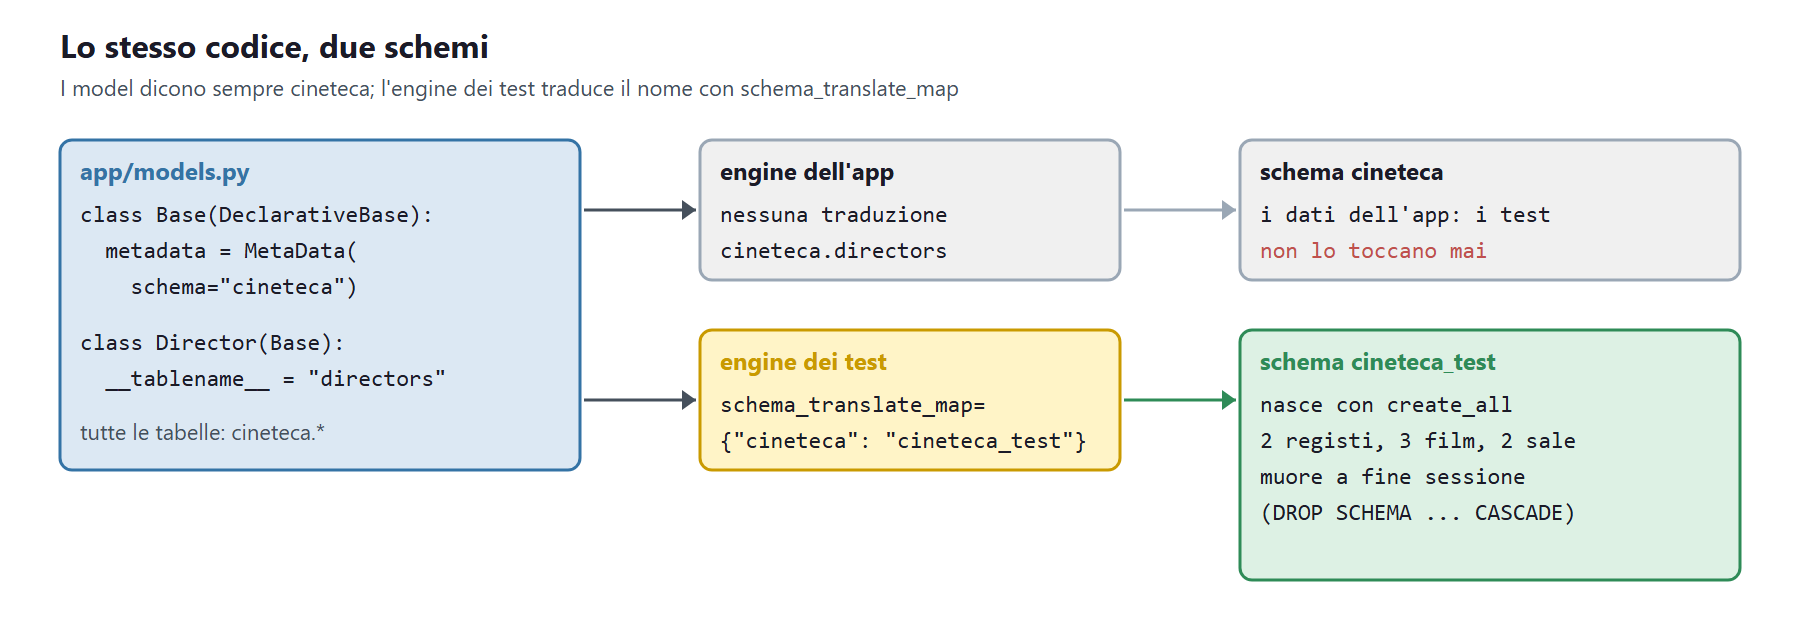 Lo stesso codice, due schemi
I model dicono sempre cineteca; l'engine dei test traduce il nome con schema_translate_map
app/models.py
class Base(DeclarativeBase):
metadata = MetaData(
schema="cineteca")
class Director(Base):
__tablename__ = "directors"
tutte le tabelle: cineteca.*
engine dell'app
nessuna traduzione
cineteca.directors
schema cineteca
i dati dell'app: i test
non lo toccano mai
engine dei test
schema_translate_map=
{"cineteca": "cineteca_test"}
schema cineteca_test
nasce con create_all
2 registi, 3 film, 2 sale
muore a fine sessione
(DROP SCHEMA ... CASCADE)